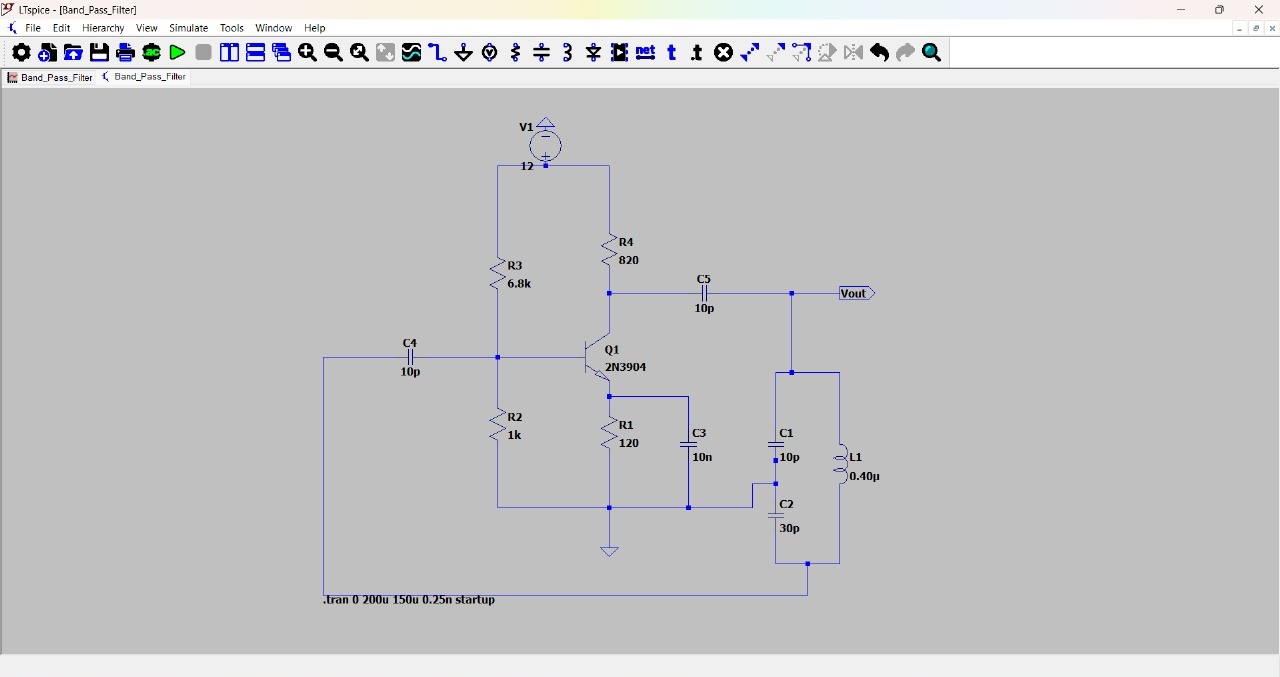 LTspice - [Band_Pass_Filter]
File Edit Hierarchy View Simulate Tools Window Help
ac net t .t
Band_Pass_Filter Band_Pass_Filter
V1
12
R4
820
R3
6.8k
C5
10p
Vout
C4
10p
Q1
2N3904
R2
1k
R1
120
C3
10n
C1
10p
L1
0.40µ
C2
30p
.tran 0 200u 150u 0.25n startup